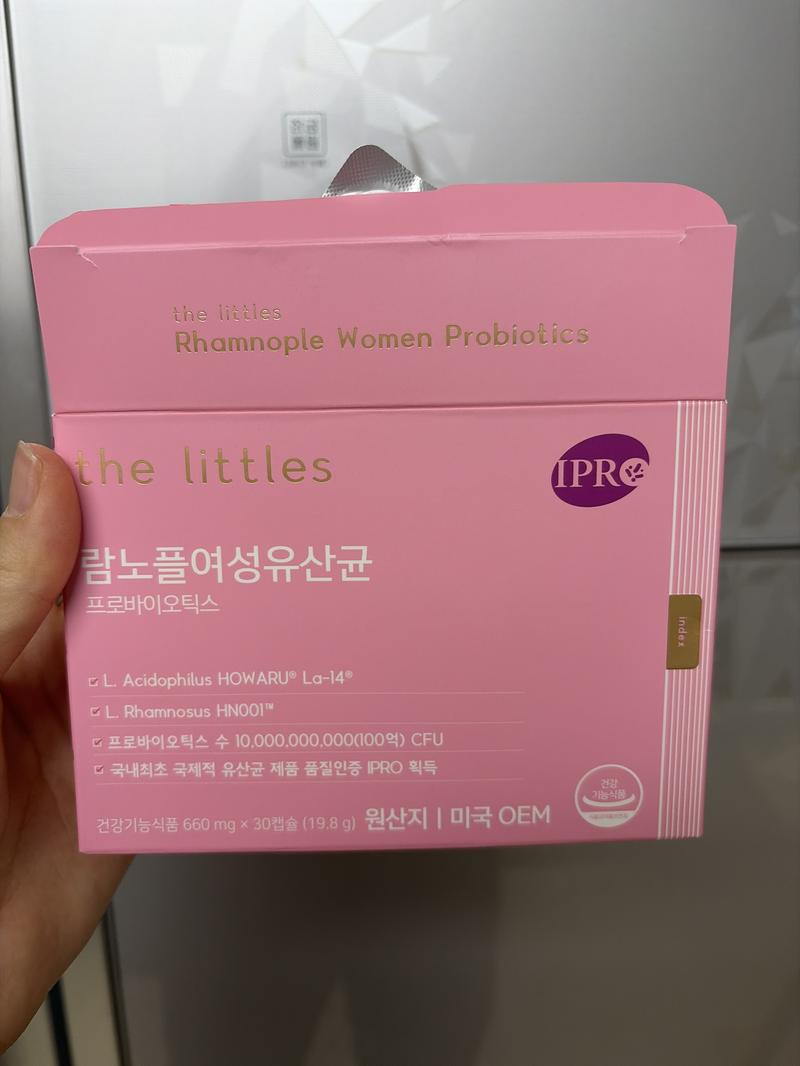 the littles
Rhamnople Women Probiotics
the littles
IPRO
람노플여성유산균
프로바이오틱스
index
L. Acidophilus HOWARU® La-14®
L. Rhamnosus HN001™
프로바이오틱스 수 10,000,000,000(100억) CFU
국내최초 국제적 유산균 제품 품질인증 IPRO 획득
건강
기능식품
건강기능식품 660 mg × 30캡슐 (19.8 g) 원산지 | 미국 OEM